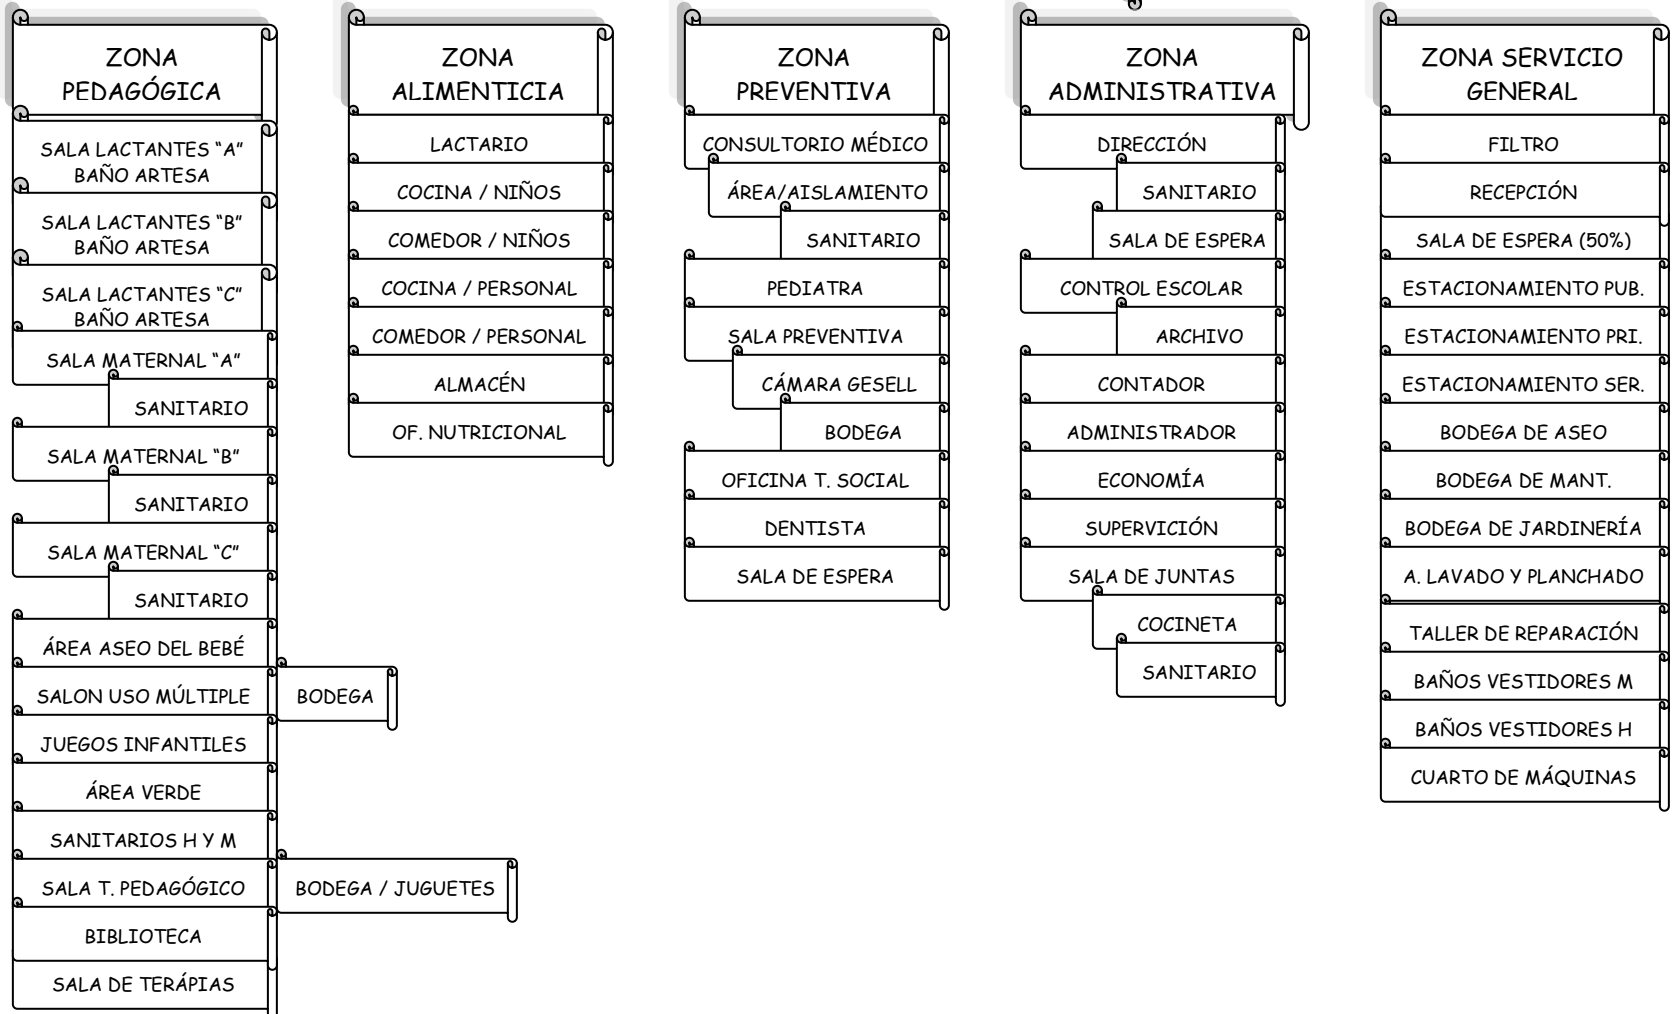 ZONA
PEDAGÓGICA
SALA LACTANTES “A”
BAÑO ARTESA
SALA LACTANTES “B”
BAÑO ARTESA
SALA LACTANTES “C”
BAÑO ARTESA
SALA MATERNAL “A”
SANITARIO
SALA MATERNAL “B”
SANITARIO
SALA MATERNAL “C”
SANITARIO
ÁREA ASEO DEL BEBÉ
SALON USO MÚLTIPLE
BODEGA
JUEGOS INFANTILES
ÁREA VERDE
SANITARIOS H Y M
SALA T. PEDAGÓGICO
BODEGA / JUGUETES
BIBLIOTECA
SALA DE TERÁPIAS
ZONA
ALIMENTICIA
LACTARIO
COCINA / NIÑOS
COMEDOR / NIÑOS
COCINA / PERSONAL
COMEDOR / PERSONAL
ALMACÉN
OF. NUTRICIONAL
ZONA
PREVENTIVA
CONSULTORIO MÉDICO
ÁREA/AISLAMIENTO
SANITARIO
PEDIATRA
SALA PREVENTIVA
CÁMARA GESELL
BODEGA
OFICINA T. SOCIAL
DENTISTA
SALA DE ESPERA
ZONA
ADMINISTRATIVA
DIRECCIÓN
SANITARIO
SALA DE ESPERA
CONTROL ESCOLAR
ARCHIVO
CONTADOR
ADMINISTRADOR
ECONOMÍA
SUPERVICIÓN
SALA DE JUNTAS
COCINETA
SANITARIO
ZONA SERVICIO
GENERAL
FILTRO
RECEPCIÓN
SALA DE ESPERA (50%)
ESTACIONAMIENTO PUB.
ESTACIONAMIENTO PRI.
ESTACIONAMIENTO SER.
BODEGA DE ASEO
BODEGA DE MANT.
BODEGA DE JARDINERÍA
A. LAVADO Y PLANCHADO
TALLER DE REPARACIÓN
BAÑOS VESTIDORES M
BAÑOS VESTIDORES H
CUARTO DE MÁQUINAS